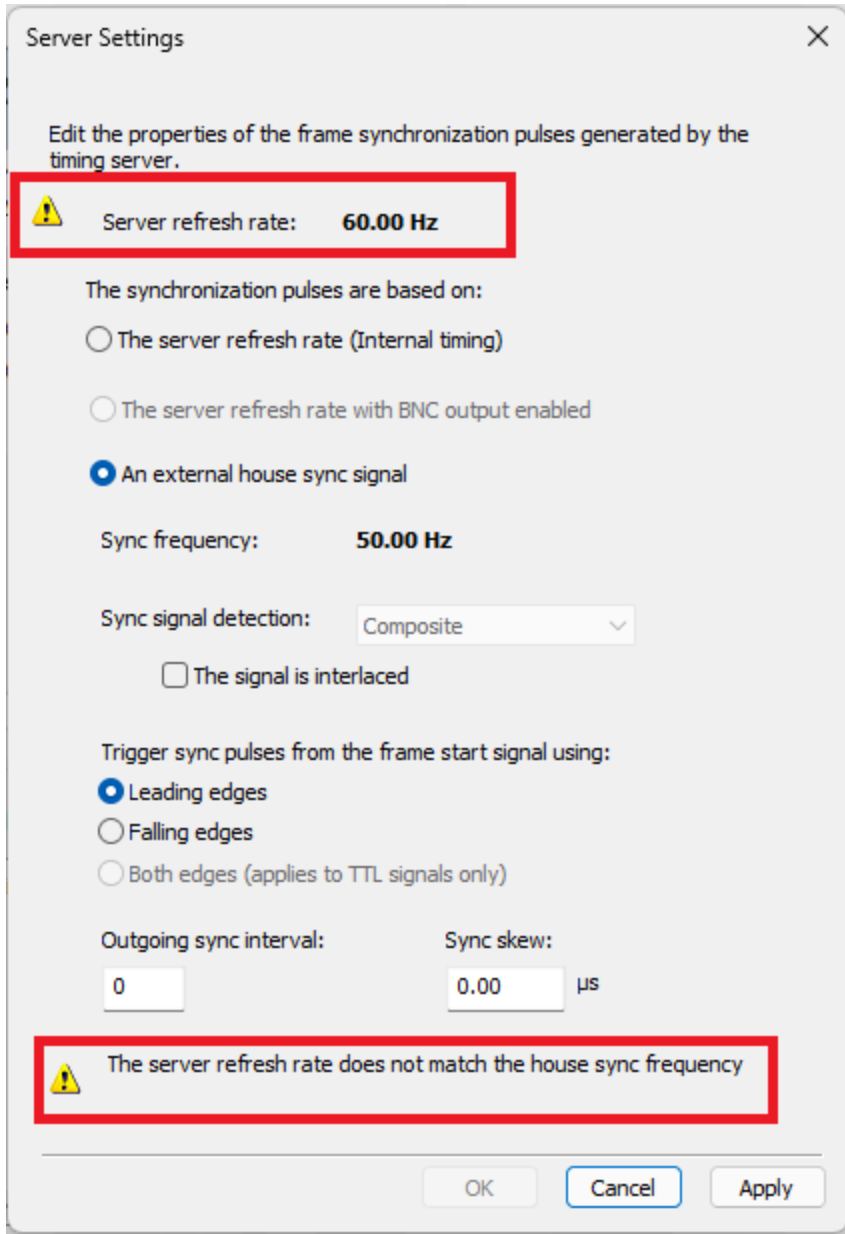 Server Settings
Edit the properties of the frame synchronization pulses generated by the
timing server.
Server refresh rate: 60.00 Hz
The synchronization pulses are based on:
The server refresh rate (Internal timing)
The server refresh rate with BNC output enabled
An external house sync signal
Sync frequency: 50.00 Hz
Sync signal detection: Composite
The signal is interlaced
Trigger sync pulses from the frame start signal using:
Leading edges
Falling edges
Both edges (applies to TTL signals only)
Outgoing sync interval: Sync skew:
0 0.00 µs
The server refresh rate does not match the house sync frequency
OK Cancel Apply